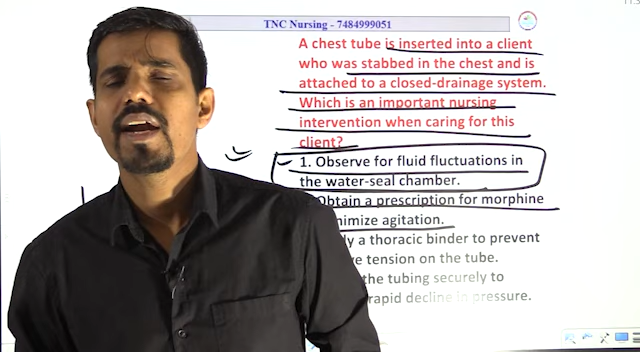 TNC Nursing - 7484999051
A chest tube is inserted into a client
who was stabbed in the chest and is
attached to a closed-drainage system.
Which is an important nursing
intervention when caring for this
client?
1. Observe for fluid fluctuations in
the water-seal chamber.
Obtain a prescription for morphine
nimize agitation.
a thoracic binder to prevent
tension on the tube.
the tubing securely to
rapid decline in pressure.